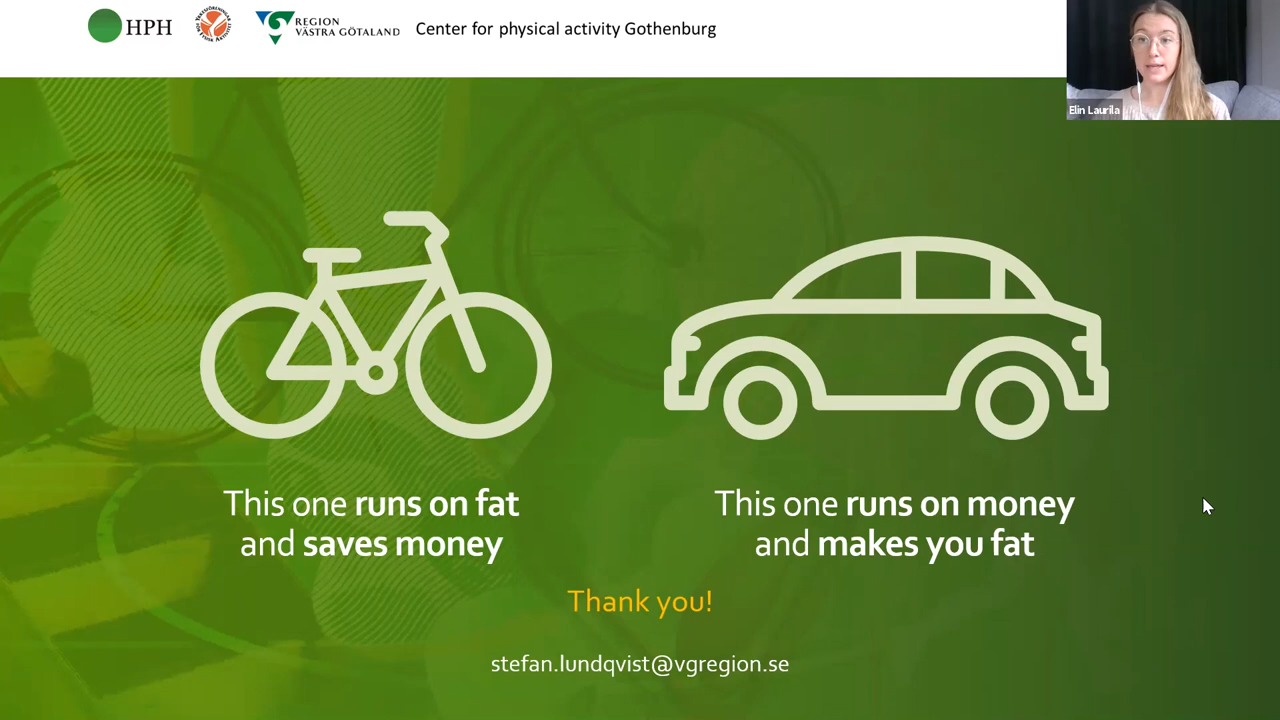 HPH
REGION
VÄSTRA GÖTALAND
Center for physical activity Gothenburg
Elin Laurila
This one runs on fat
and saves money
This one runs on money
and makes you fat
Thank you!
stefan.lundqvist@vgregion.se